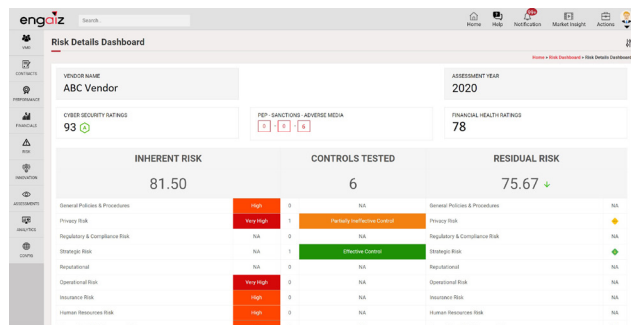 engaiz
Search..
Home
Help
99+
Notification
Market Insight
Actions
VMO
CONTRACTS
PERFORMANCE
FINANCIALS
RISK
INNOVATION
ASSESSMENTS
ANALYTICS
CONFIG
Risk Details Dashboard
Home » Risk Dashboard » Risk Details Dashboard
VENDOR NAME
ABC Vendor
ASSESSMENT YEAR
2020
CYBER SECURITY RATINGS
93 A
PEP - SANCTIONS - ADVERSE MEDIA
0 - 0 - 6
FINANCIAL HEALTH RATINGS
78
INHERENT RISK CONTROLS TESTED RESIDUAL RISK
81.50 6 75.67
General Policies & Procedures High 0 NA General Policies & Procedures NA
Privacy Risk Very High 1 Partially Ineffective Control Privacy Risk
Regulatory & Compliance Risk NA 0 NA Regulatory & Compliance Risk NA
Strategic Risk NA 1 Effective Control Strategic Risk
Reputational NA 0 NA Reputational NA
Operational Risk Very High 0 NA Operational Risk NA
Insurance Risk High 0 NA Insurance Risk NA
Human Resources Risk High 0 NA Human Resources Risk NA